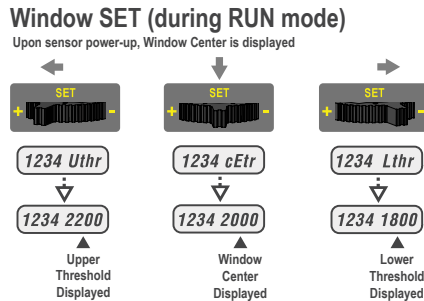 Window SET (during RUN mode)
Upon sensor power-up, Window Center is displayed
SET
+ -
SET
+ -
SET
+ -
1234 Uthr
1234 cEtr
1234 Lthr
1234 2200
1234 2000
1234 1800
Upper
Threshold
Displayed
Window
Center
Displayed
Lower
Threshold
Displayed